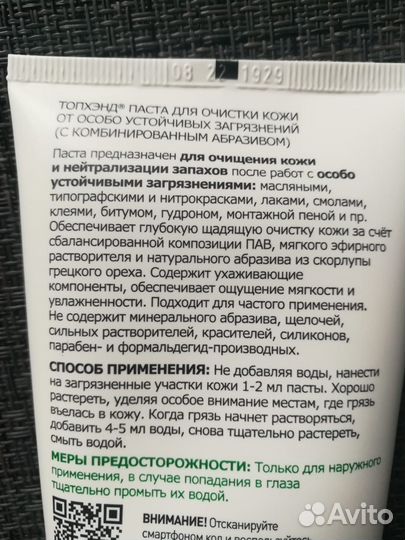 08 22 1929
ТОПХЭНД® ПАСТА ДЛЯ ОЧИСТКИ КОЖИ
ОТ ОСОБО УСТОЙЧИВЫХ ЗАГРЯЗНЕНИЙ
(С КОМБИНИРОВАННЫМ АБРАЗИВОМ)
Паста предназначен для очищения кожи
и нейтрализации запахов после работ с особо
устойчивыми загрязнениями: масляными,
типографскими и нитрокрасками, лаками, смолами,
клеями, битумом, гудроном, монтажной пеной и пр.
Обеспечивает глубокую щадящую очистку кожи за счёт
сбалансированной композиции ПАВ, мягкого эфирного
растворителя и натурального абразива из скорлупы
грецкого ореха. Содержит ухаживающие
компоненты, обеспечивает ощущение мягкости и
увлажненности. Подходит для частого применения.
Не содержит минерального абразива, щелочей,
сильных растворителей, красителей, силиконов,
парабен- и формальдегид-производных.
СПОСОБ ПРИМЕНЕНИЯ: Не добавляя воды, нанести
на загрязненные участки кожи 1-2 мл пасты. Хорошо
растереть, уделяя особое внимание местам, где грязь
въелась в кожу. Когда грязь начнет растворяться,
добавить 4-5 мл воды, снова тщательно растереть,
смыть водой.
МЕРЫ ПРЕДОСТОРОЖНОСТИ: Только для наружного
применения, в случае попадания в глаза
тщательно промыть их водой.
ВНИМАНИЕ! Отсканируйте
смартфоном код и воспользуйтесь
Avito